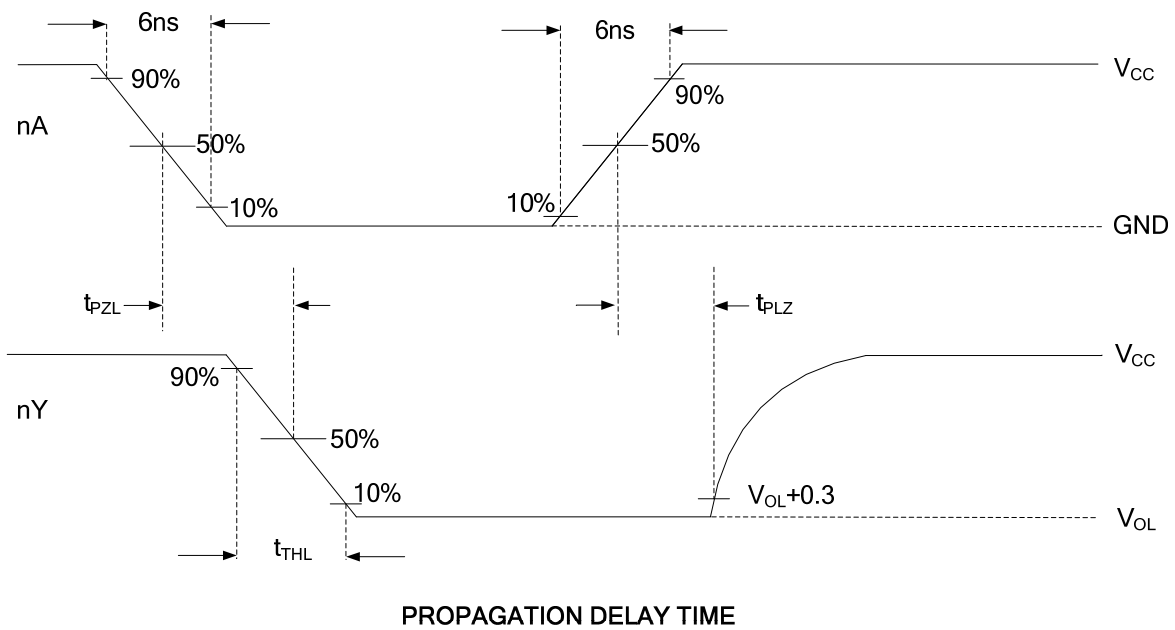 6ns
6ns
90%
VCC
90%
nA
50%
50%
10%
10%
GND
tPZL
tPLZ
VCC
90%
nY
50%
10%
VOL+0.3
VOL
tTHL
PROPAGATION DELAY TIME